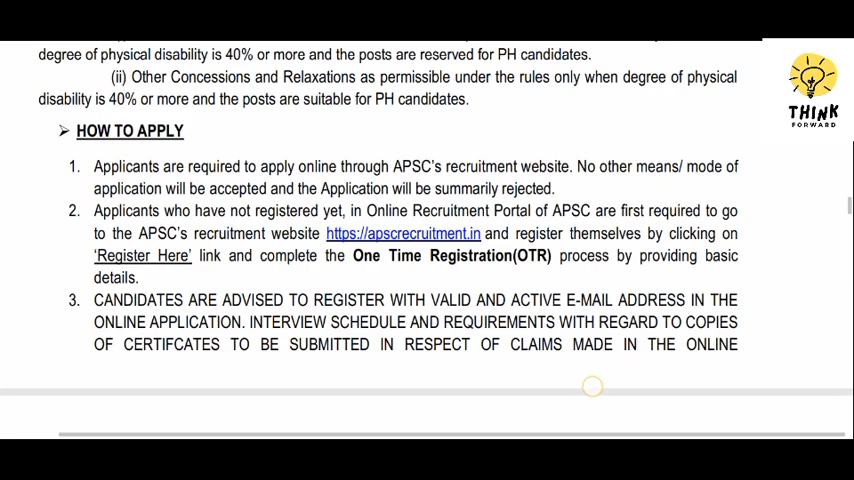 degree of physical disability is 40% or more and the posts are reserved for PH candidates.
(ii) Other Concessions and Relaxations as permissible under the rules only when degree of physical
disability is 40% or more and the posts are suitable for PH candidates.
THINK
FORWARD
➢ HOW TO APPLY
1. Applicants are required to apply online through APSC's recruitment website. No other means/ mode of
application will be accepted and the Application will be summarily rejected.
2. Applicants who have not registered yet, in Online Recruitment Portal of APSC are first required to go
to the APSC's recruitment website https://apscrecruitment.in and register themselves by clicking on
'Register Here' link and complete the One Time Registration(OTR) process by providing basic
details.
3. CANDIDATES ARE ADVISED TO REGISTER WITH VALID AND ACTIVE E-MAIL ADDRESS IN THE
ONLINE APPLICATION. INTERVIEW SCHEDULE AND REQUIREMENTS WITH REGARD TO COPIES
OF CERTIFCATES TO BE SUBMITTED IN RESPECT OF CLAIMS MADE IN THE ONLINE